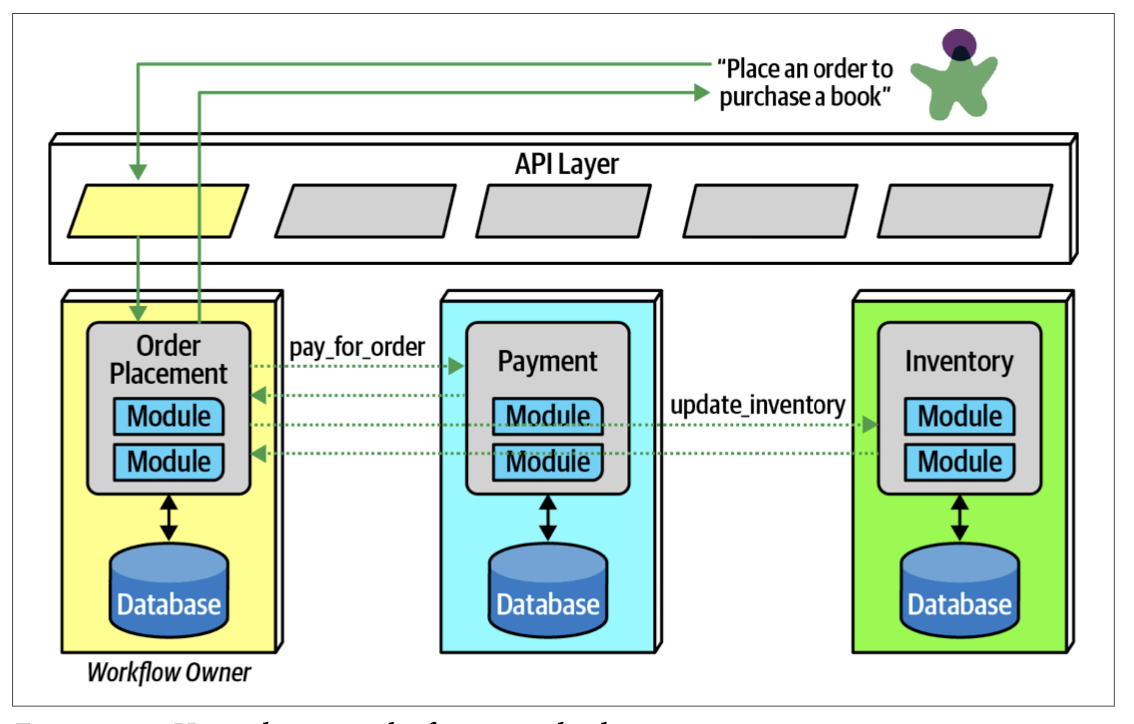 “Place an order to
purchase a book”
API Layer
Order
Placement
Module
Module
Database
Workflow Owner
pay_for_order
Payment
Module
Module
Database
update_inventory
Inventory
Module
Module
Database